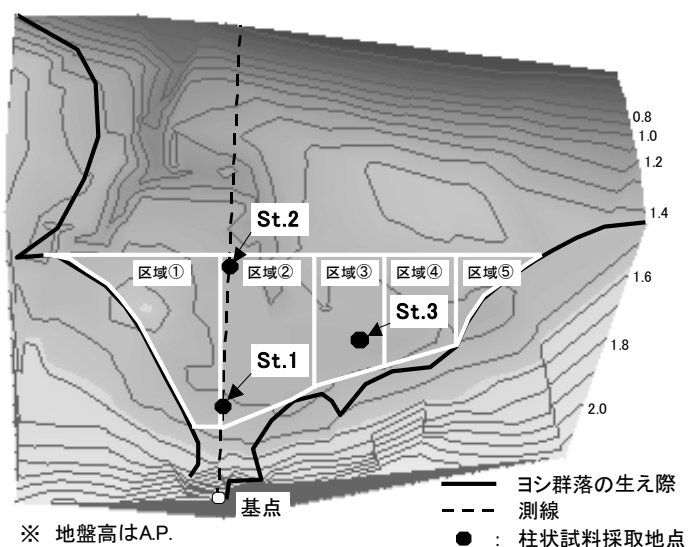 0.8
1.0
1.2
1.4
St.2
区域① 区域② 区域③ 区域④ 区域⑤
1.6
St.3
1.8
St.1
2.0
ヨシ群落の生え際
基点
測線
※ 地盤高はA.P.
: 柱状試料採取地点